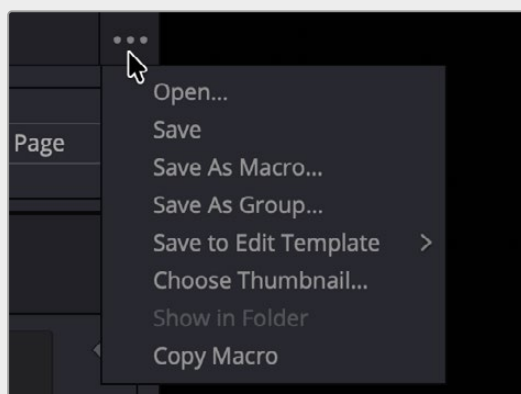 Page
Open...
Save
Save As Macro...
Save As Group...
Save to Edit Template
Choose Thumbnail...
Show in Folder
Copy Macro